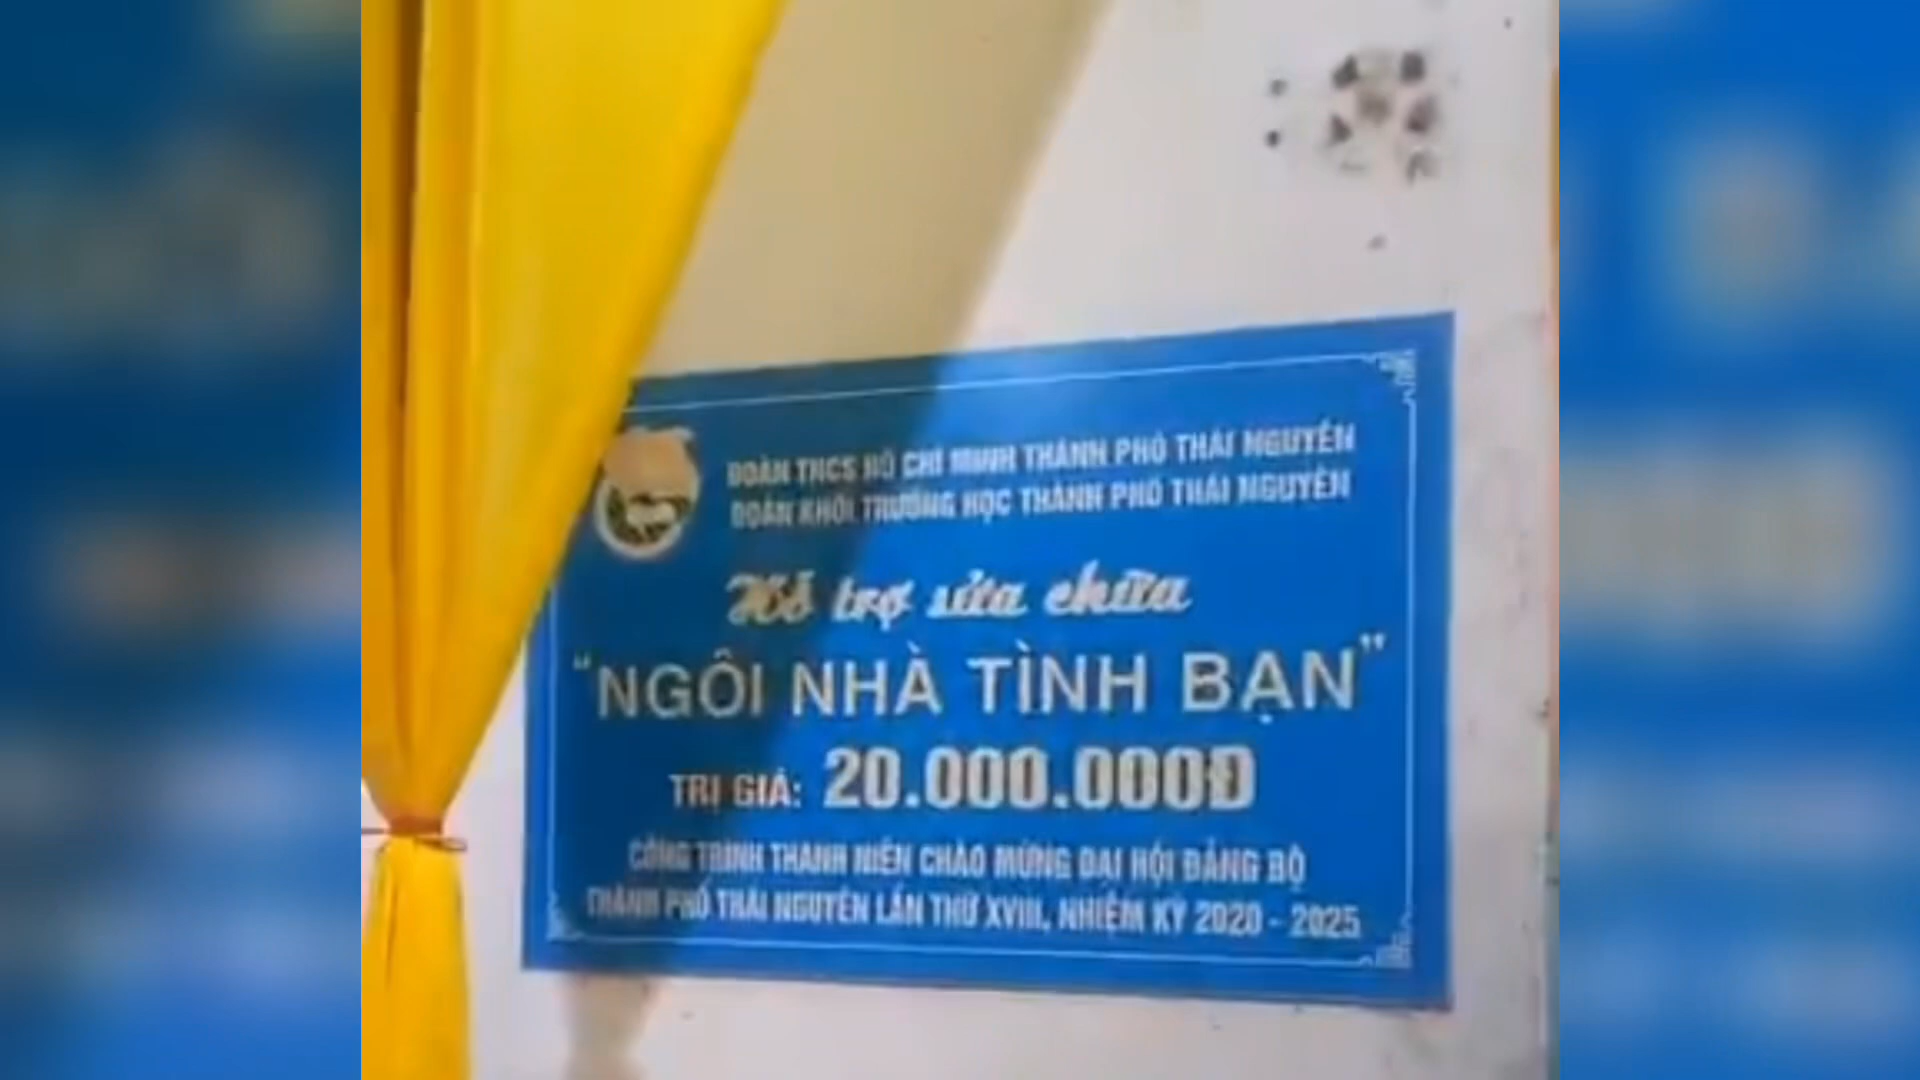 ĐOÀN TNCS HỒ CHÍ MINH THÀNH PHỐ THÁI NGUYÊN
ĐOÀN KHỐI TRƯỜNG HỌC THÀNH PHỐ THÁI NGUYÊN
Hỗ trợ sửa chữa
"NGÔI NHÀ TÌNH BẠN"
TRỊ GIÁ: 20.000.000Đ
CÔNG TRÌNH THANH NIÊN CHÀO MỪNG ĐẠI HỘI ĐẢNG BỘ
THÀNH PHỐ THÁI NGUYÊN LẦN THỨ XVIII, NHIỆM KỲ 2020 - 2025